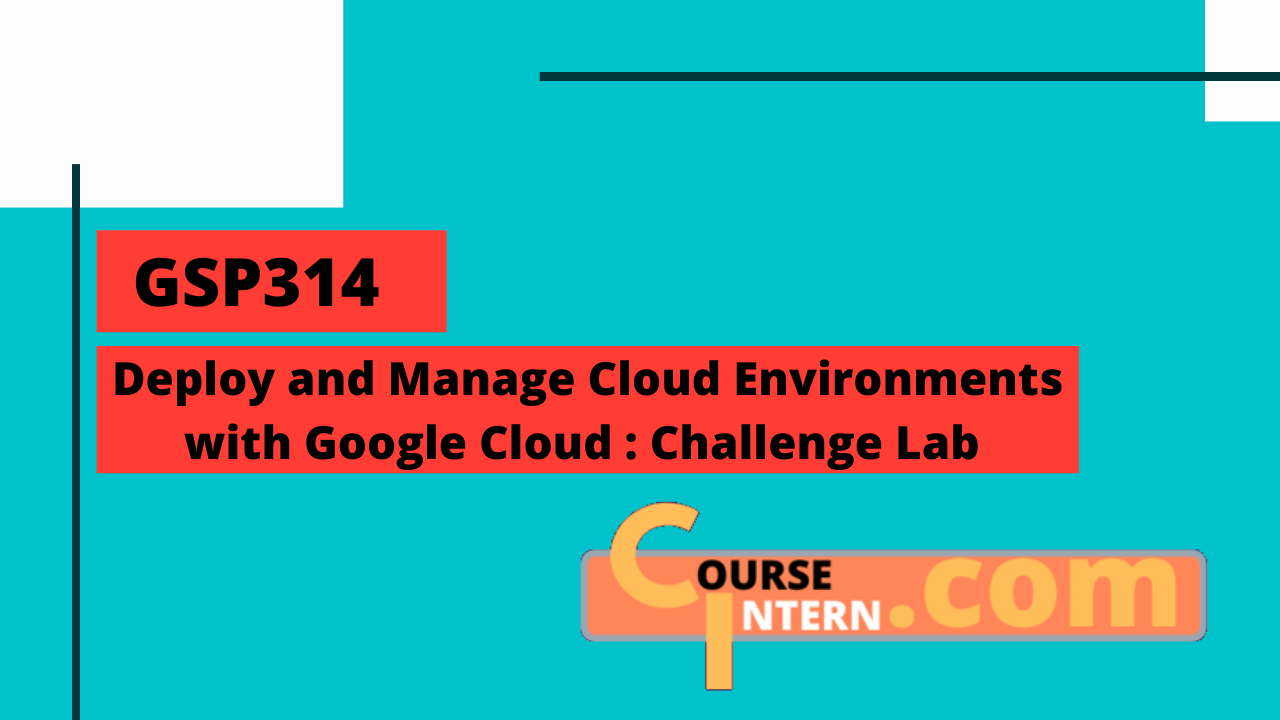 GSP314
Deploy and Manage Cloud Environments
with Google Cloud : Challenge Lab
COURSE
INTERN.com